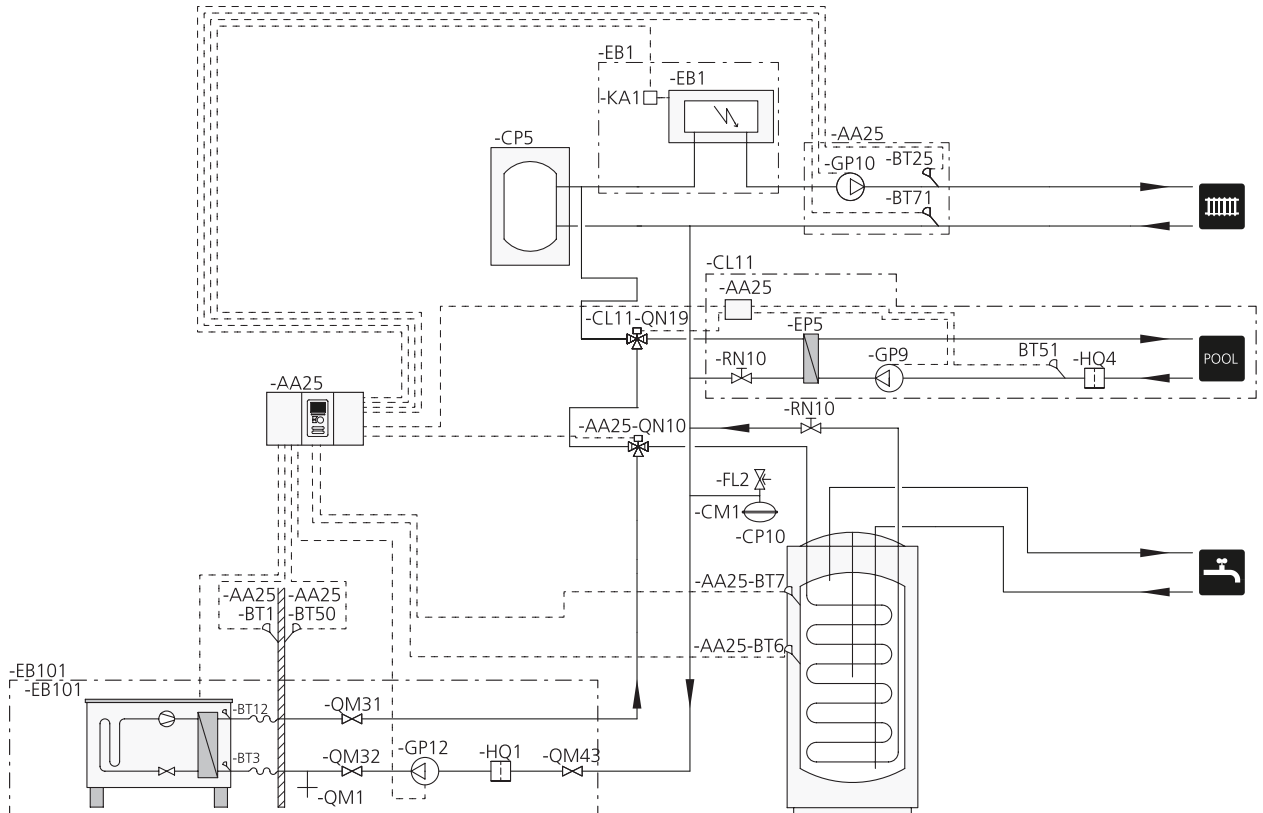 -EB1
-EB1
-KA1
-CP5
-AA25
-GP10
-BT25
-BT71
-CL11
-AA25
-CL11-QN19
-EP5
-RN10
-GP9
BT51
-HQ4
POOL
-AA25
-RN10
-AA25-QN10
-FL2
-CM1
-CP10
-AA25-BT7
-AA25
-AA25
-BT1
-BT50
-AA25-BT6
-EB101
-EB101
-BT12
-QM31
-BT3
-QM32
-GP12
-HQ1
-QM43
-QM1